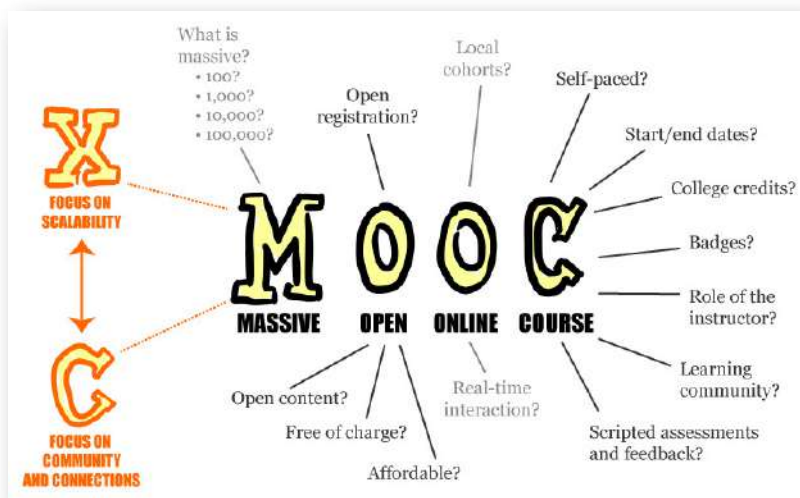 What is
massive?
• 100?
• 1,000?
• 10,000?
• 100,000?
Open
registration?
Local
cohorts?
Self-paced?
Start/end dates?
College credits?
Badges?
Role of the
instructor?
Learning
community?
Scripted assessments
and feedback?
X
FOCUS ON
SCALABILITY
C
FOCUS ON
COMMUNITY
AND CONNECTIONS
MOOC
MASSIVE OPEN ONLINE COURSE
Open content?
Free of charge?
Affordable?
Real-time
interaction?